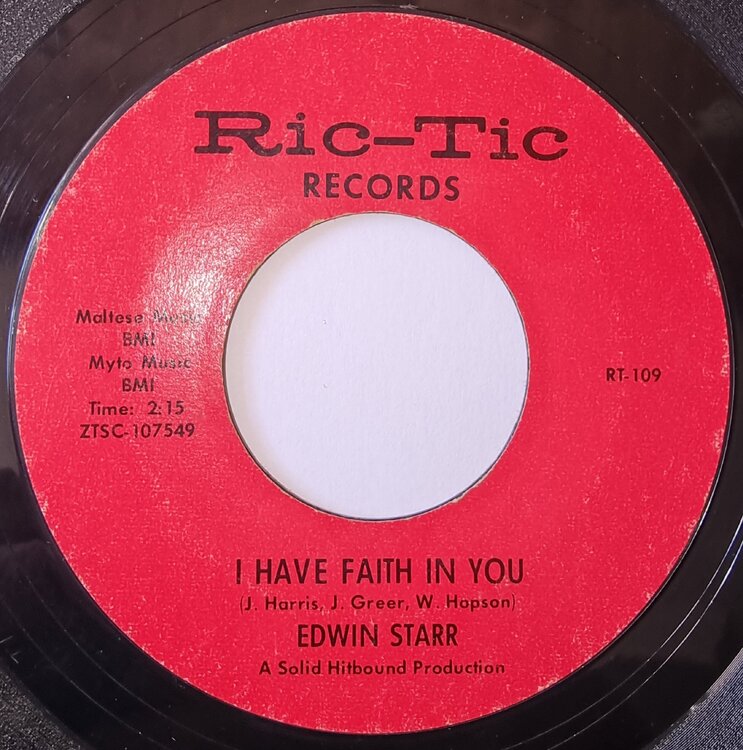 Ric-Tic
RECORDS
Maltese Music
BMI
Myto Music
BMI
Time: 2:15
ZTSC-107549
RT-109
I HAVE FAITH IN YOU
(J. Harris, J. Greer, W. Hapson)
EDWIN STARR
A Solid Hitbound Production